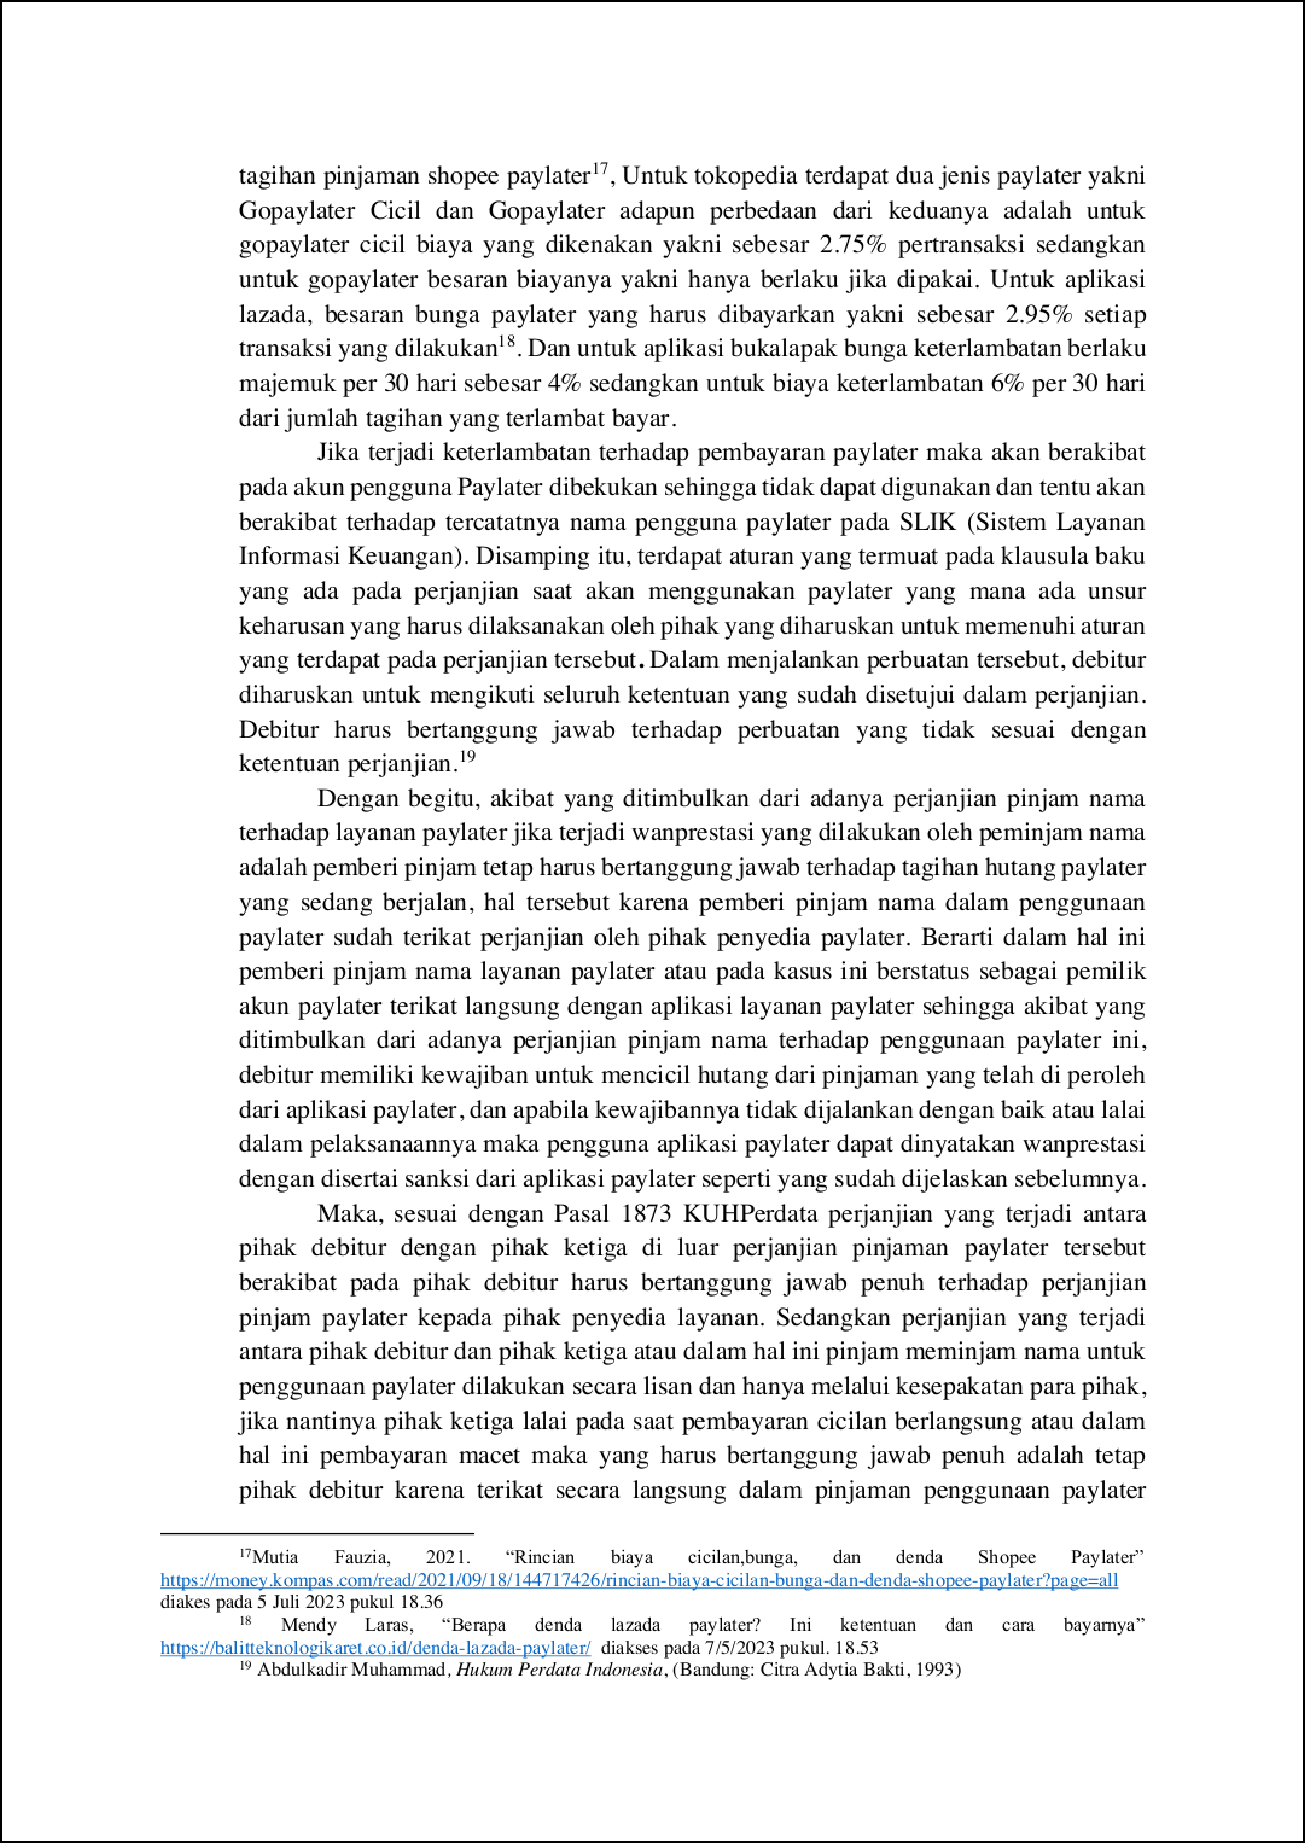 tagihan pinjaman shopee paylater17, Untuk tokopedia terdapat dua jenis paylater yakni
Gopaylater Cicil dan Gopaylater adapun perbedaan dari keduanya adalah untuk
gopaylater cicil biaya yang dikenakan yakni sebesar 2.75% pertransaksi sedangkan
untuk gopaylater besaran biayanya yakni hanya berlaku jika dipakai. Untuk aplikasi
lazada, besaran bunga paylater yang harus dibayarkan yakni sebesar 2.95% setiap
transaksi yang dilakukan18. Dan untuk aplikasi bukalapak bunga keterlambatan berlaku
majemuk per 30 hari sebesar 4% sedangkan untuk biaya keterlambatan 6% per 30 hari
dari jumlah tagihan yang terlambat bayar.
Jika terjadi keterlambatan terhadap pembayaran paylater maka akan berakibat
pada akun pengguna Paylater dibekukan sehingga tidak dapat digunakan dan tentu akan
berakibat terhadap tercatatnya nama pengguna paylater pada SLIK (Sistem Layanan
Informasi Keuangan). Disamping itu, terdapat aturan yang termuat pada klausula baku
yang ada pada perjanjian saat akan menggunakan paylater yang mana ada unsur
keharusan yang harus dilaksanakan oleh pihak yang diharuskan untuk memenuhi aturan
yang terdapat pada perjanjian tersebut. Dalam menjalankan perbuatan tersebut, debitur
diharuskan untuk mengikuti seluruh ketentuan yang sudah disetujui dalam perjanjian.
Debitur harus bertanggung jawab terhadap perbuatan yang tidak sesuai dengan
ketentuan perjanjian.19
Dengan begitu, akibat yang ditimbulkan dari adanya perjanjian pinjam nama
terhadap layanan paylater jika terjadi wanprestasi yang dilakukan oleh peminjam nama
adalah pemberi pinjam tetap harus bertanggung jawab terhadap tagihan hutang paylater
yang sedang berjalan, hal tersebut karena pemberi pinjam nama dalam penggunaan
paylater sudah terikat perjanjian oleh pihak penyedia paylater. Berarti dalam hal ini
pemberi pinjam nama layanan paylater atau pada kasus ini berstatus sebagai pemilik
akun paylater terikat langsung dengan aplikasi layanan paylater sehingga akibat yang
ditimbulkan dari adanya perjanjian pinjam nama terhadap penggunaan paylater ini,
debitur memiliki kewajiban untuk mencicil hutang dari pinjaman yang telah di peroleh
dari aplikasi paylater, dan apabila kewajibannya tidak dijalankan dengan baik atau lalai
dalam pelaksanaannya maka pengguna aplikasi paylater dapat dinyatakan wanprestasi
dengan disertai sanksi dari aplikasi paylater seperti yang sudah dijelaskan sebelumnya.
Maka, sesuai dengan Pasal 1873 KUHPerdata perjanjian yang terjadi antara
pihak debitur dengan pihak ketiga di luar perjanjian pinjaman paylater tersebut
berakibat pada pihak debitur harus bertanggung jawab penuh terhadap perjanjian
pinjam paylater kepada pihak penyedia layanan. Sedangkan perjanjian yang terjadi
antara pihak debitur dan pihak ketiga atau dalam hal ini pinjam meminjam nama untuk
penggunaan paylater dilakukan secara lisan dan hanya melalui kesepakatan para pihak,
jika nantinya pihak ketiga lalai pada saat pembayaran cicilan berlangsung atau dalam
hal ini pembayaran macet maka yang harus bertanggung jawab penuh adalah tetap
pihak debitur karena terikat secara langsung dalam pinjaman penggunaan paylater
17Mutia Fauzia, 2021. “Rincian biaya cicilan,bunga, dan denda Shopee Paylater”
https://money.kompas.com/read/2021/09/18/144717426/rincian-biaya-cicilan-bunga-dan-denda-shopee-paylater?page=all
diakes pada 5 Juli 2023 pukul 18.36
18 Mendy Laras, “Berapa denda lazada paylater? Ini ketentuan dan cara bayarnya”
https://balitteknologikaret.co.id/denda-lazada-paylater/ diakses pada 7/5/2023 pukul. 18.53
19 Abdulkadir Muhammad, Hukum Perdata Indonesia, (Bandung: Citra Adytia Bakti, 1993)